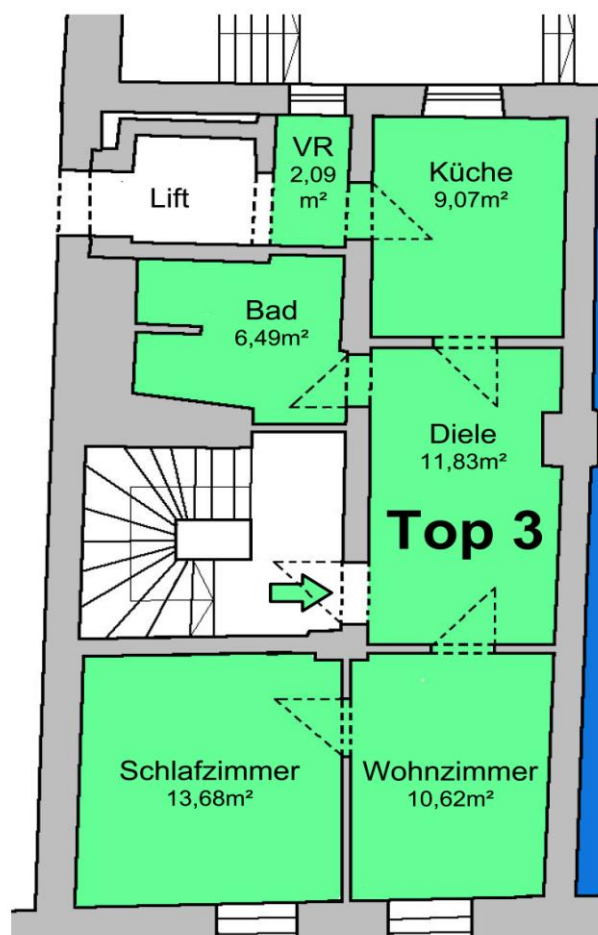 VR
2,09
m²
Küche
9,07m²
Lift
Bad
6,49m²
Diele
11,83m²
Top 3
Schlafzimmer
13,68m²
Wohnzimmer
10,62m²